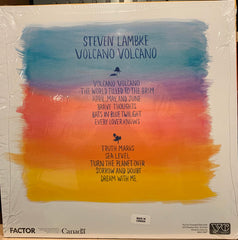 STEVEN LAMBKE
VOLCANO VOLCANO
VOLCANO VOLCANO
THE WORLD FILLED TO THE BRIM
APRIL, MAY, AND JUNE
BRAVE THOUGHTS
BATS IN BLUE TWILIGHT
EVERY LOVER KNOWS
TRUTH MARKS
SEA LEVEL
TURN THE PLANET OVER
SORROW AND DOUBT
DREAM WITH ME
FACTOR
Canada